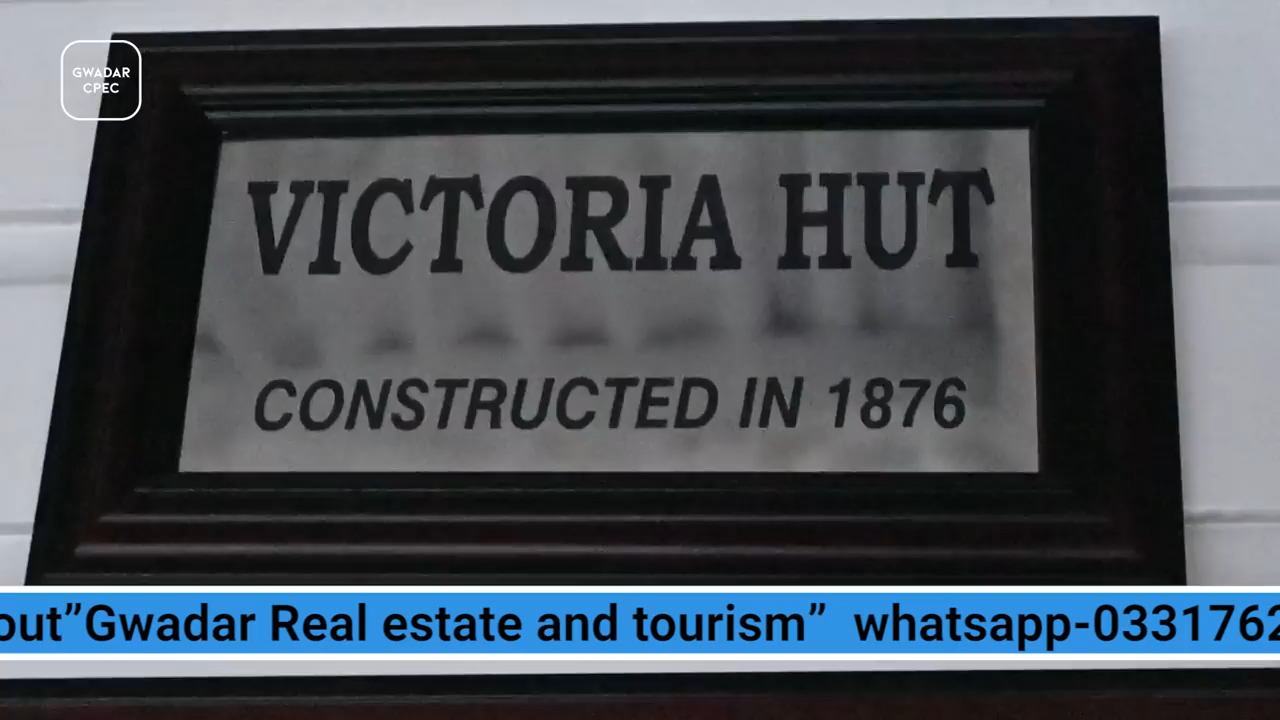 GWADAR
CPEC
VICTORIA HUT
CONSTRUCTED IN 1876
out”Gwadar Real estate and tourism” whatsapp-0331762